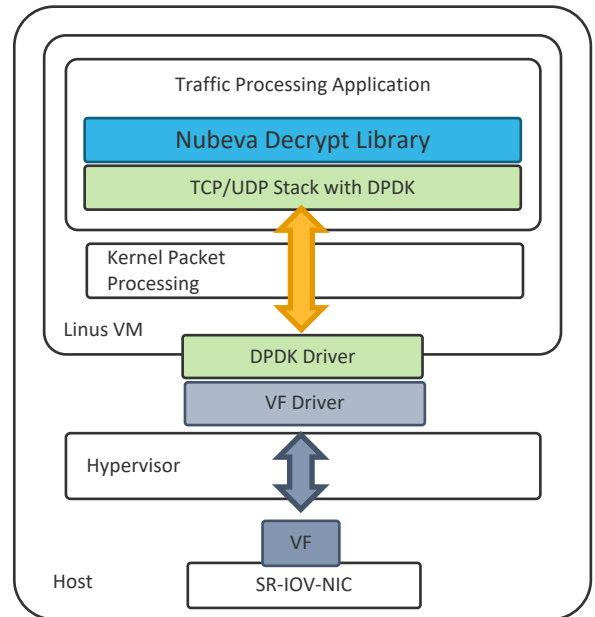 Traffic Processing Application
Nubeva Decrypt Library
TCP/UDP Stack with DPDK
Kernel Packet
Processing
Linus VM
DPDK Driver
VF Driver
Hypervisor
VF
Host
SR-IOV-NIC